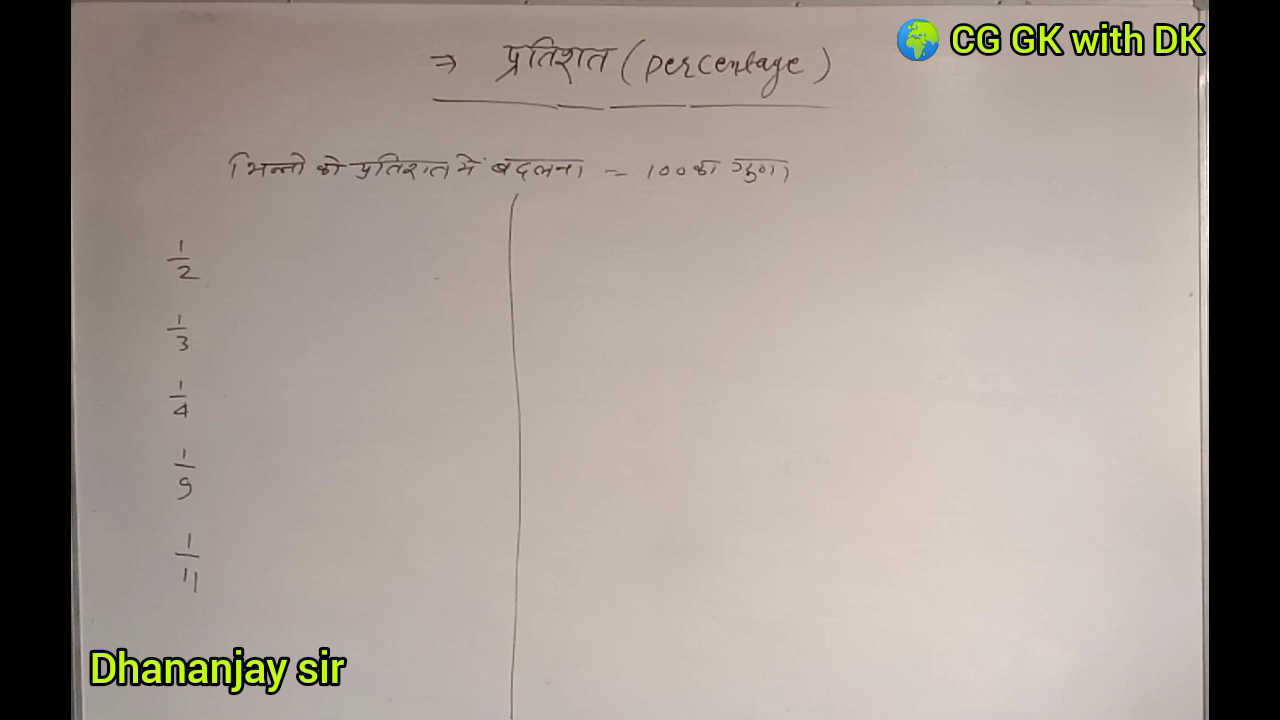 🌍 CG GK with DK
⇒ प्रतिशत (percentage)
भिन्नो को प्रतिशत में बदलना – 100 का गुणा
1/2
1/3
1/4
1/9
1/11
Dhananjay sir